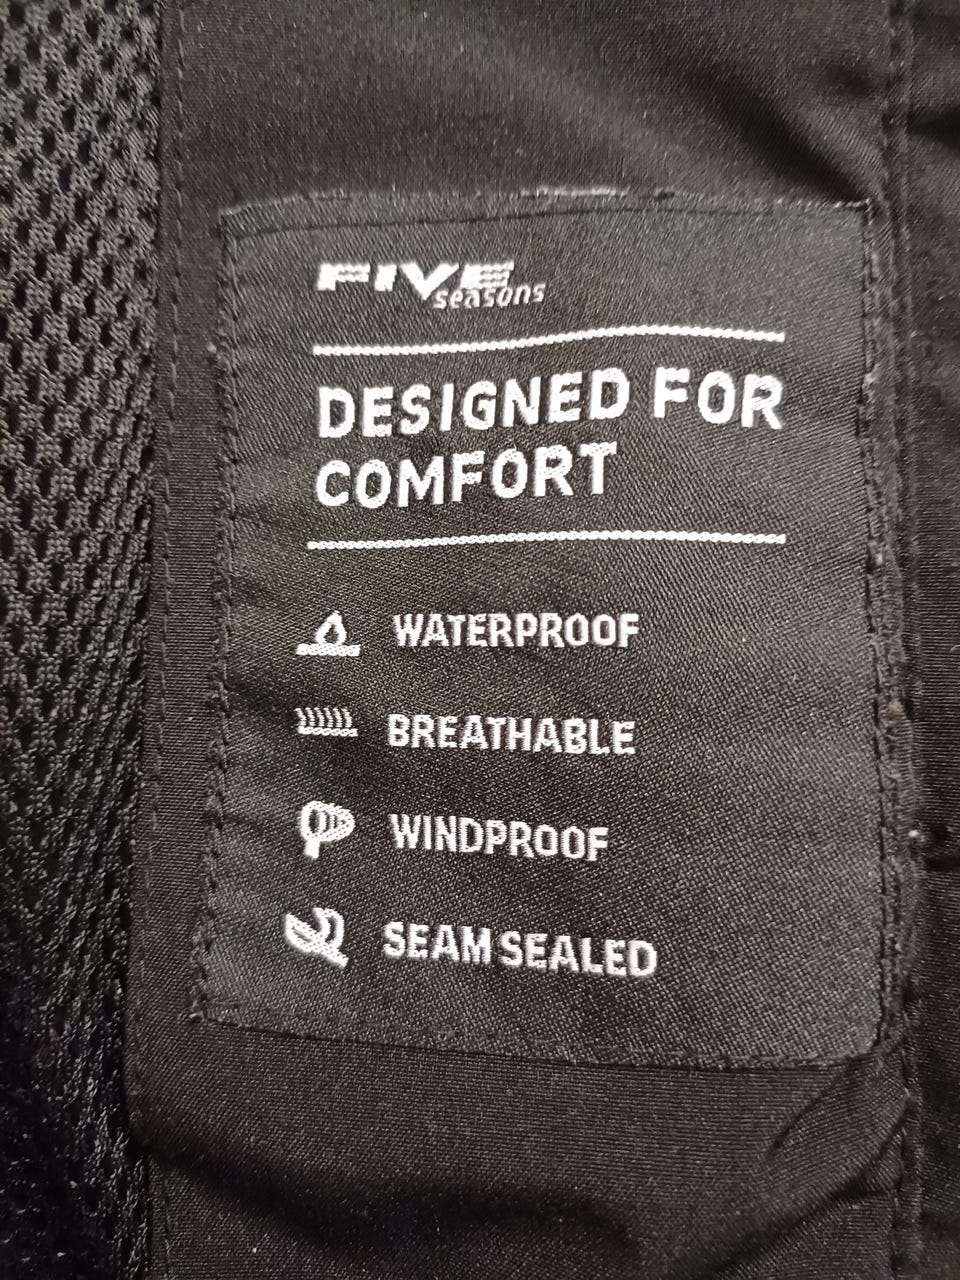 FIVE
seasons
DESIGNED FOR
COMFORT
WATERPROOF
BREATHABLE
WINDPROOF
SEAM SEALED